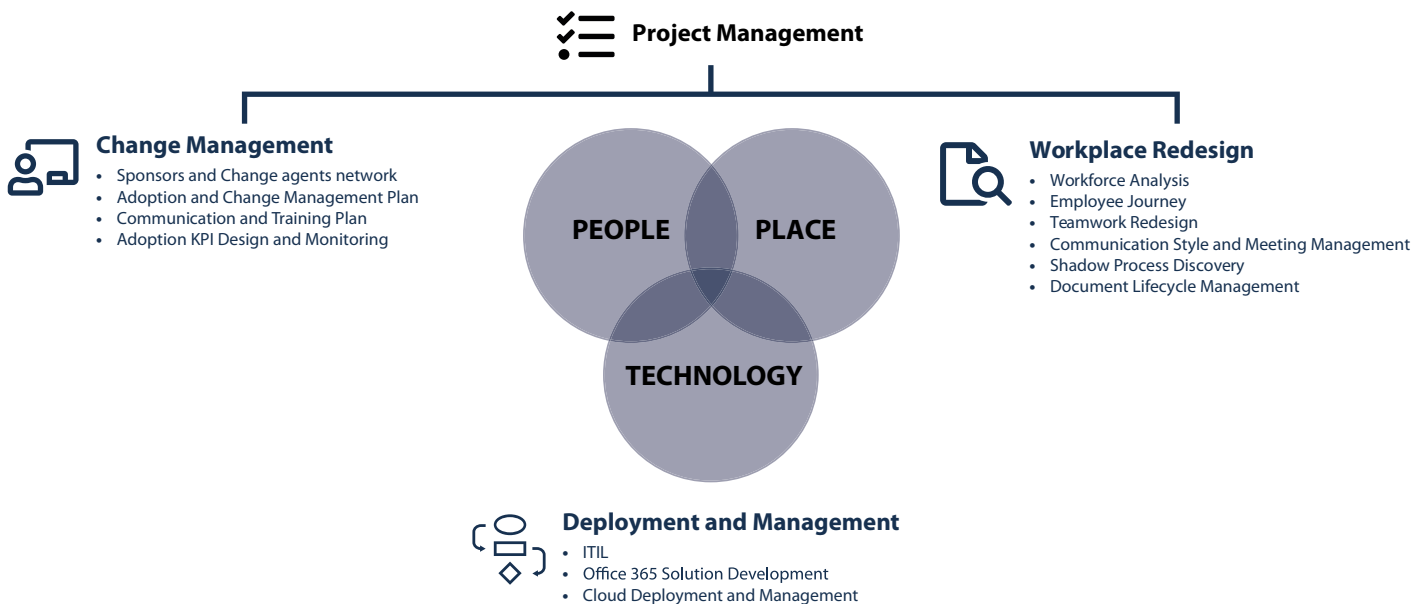 Project Management
Change Management
• Sponsors and Change agents network
• Adoption and Change Management Plan
• Communication and Training Plan
• Adoption KPI Design and Monitoring
PEOPLE
PLACE
TECHNOLOGY
Workplace Redesign
• Workforce Analysis
• Employee Journey
• Teamwork Redesign
• Communication Style and Meeting Management
• Shadow Process Discovery
• Document Lifecycle Management
Deployment and Management
• ITIL
• Office 365 Solution Development
• Cloud Deployment and Management